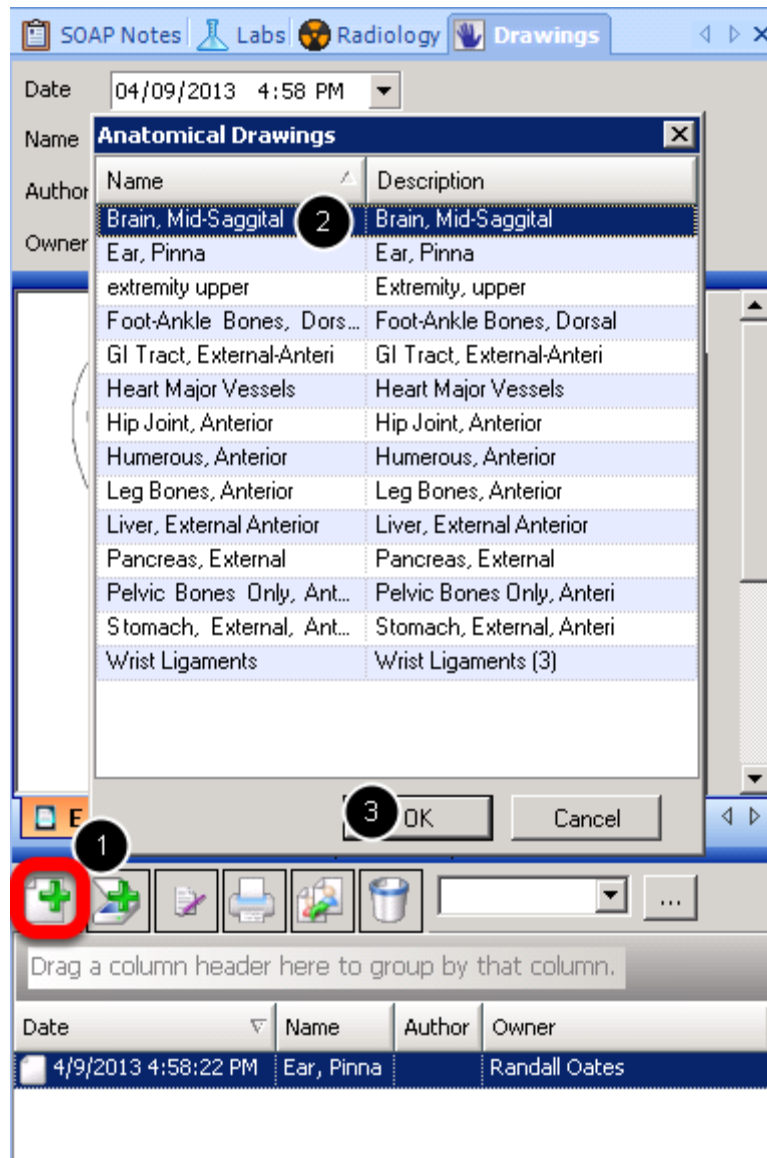 SOAP Notes Labs Radiology Drawings
Date 04/09/2013 4:58 PM
Name
Author
Owner
Anatomical Drawings
Name Description
Brain, Mid-Saggital 2 Brain, Mid-Saggital
Ear, Pinna Ear, Pinna
extremity upper Extremity, upper
Foot-Ankle Bones, Dors... Foot-Ankle Bones, Dorsal
GI Tract, External-Anteri GI Tract, External-Anteri
Heart Major Vessels Heart Major Vessels
Hip Joint, Anterior Hip Joint, Anterior
Humerous, Anterior Humerous, Anterior
Leg Bones, Anterior Leg Bones, Anterior
Liver, External Anterior Liver, External Anterior
Pancreas, External Pancreas, External
Pelvic Bones Only, Ant... Pelvic Bones Only, Anteri
Stomach, External, Ant... Stomach, External, Anteri
Wrist Ligaments Wrist Ligaments (3)
3 OK Cancel
E
1
...
Drag a column header here to group by that column.
Date Name Author Owner
4/9/2013 4:58:22 PM Ear, Pinna Randall Oates